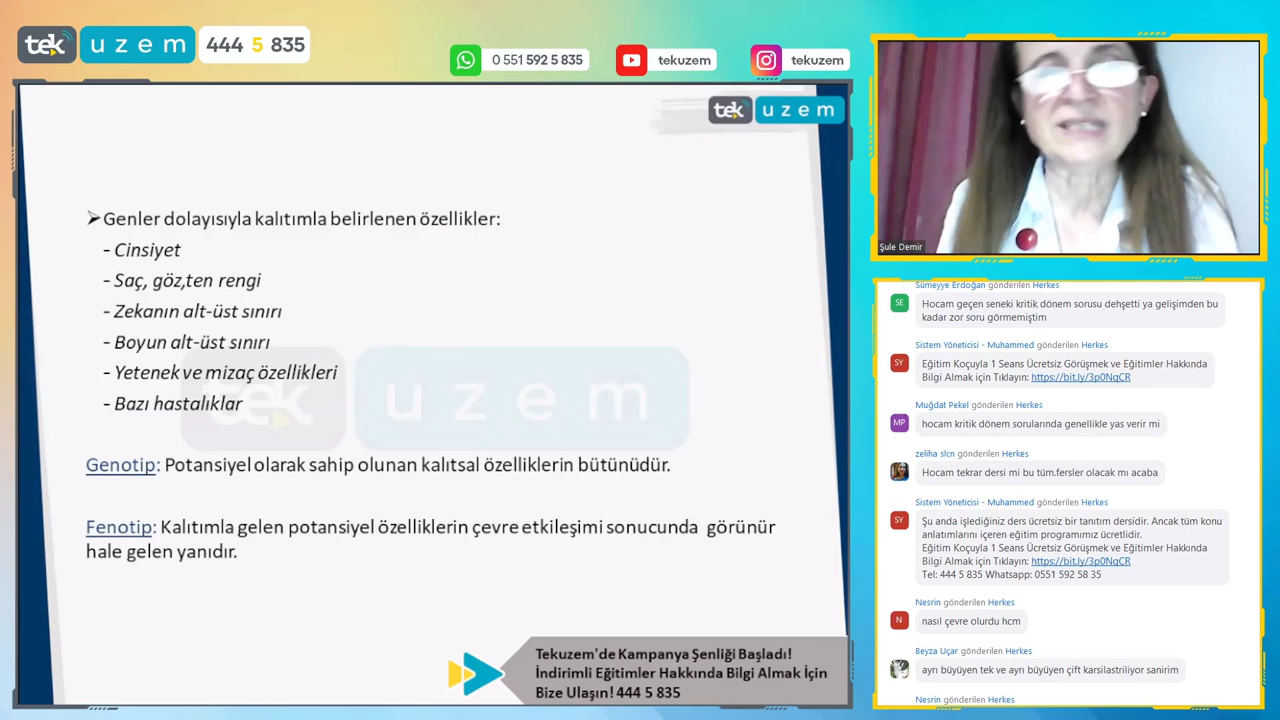 tek uzem 444 5 835
0 551 592 5 835
tekuzem
tekuzem
tek uzem
➤Genler dolayısıyla kalıtımla belirlenen özellikler:
- Cinsiyet
- Saç, göz,ten rengi
- Zekanın alt-üst sınırı
- Boyun alt-üst sınırı
- Yetenek ve mizaç özellikleri
- Bazı hastalıklar
tek uzem
Genotip: Potansiyel olarak sahip olunan kalıtsal özelliklerin bütünüdür.
Fenotip: Kalıtımla gelen potansiyel özelliklerin çevre etkileşimi sonucunda görünür
hale gelen yanıdır.
Tekuzem'de Kampanya Şenliği Başladı!
İndirimli Eğitimler Hakkında Bilgi Almak İçin
Bize Ulaşın! 444 5 835
Şule Demir
Sümeyye Erdoğan gönderilen Herkes
SE
Hocam geçen seneki kritik dönem sorusu dehşetti ya gelişimden bu
kadar zor soru görmemiştim
Sistem Yöneticisi - Muhammed gönderilen Herkes
SY
Eğitim Koçuyla 1 Seans Ücretsiz Görüşmek ve Eğitimler Hakkında
Bilgi Almak için Tıklayın: https://bit.ly/3p0NqCR
Muğdat Pekel gönderilen Herkes
MP
hocam kritik dönem sorularında genellikle yas verir mi
zeliha slcn gönderilen Herkes
Hocam tekrar dersi mi bu tüm.fersler olacak mı acaba
Sistem Yöneticisi - Muhammed gönderilen Herkes
SY
Şu anda işlediğiniz ders ücretsiz bir tanıtım dersidir. Ancak tüm konu
anlatımlarını içeren eğitim programımız ücretlidir.
Eğitim Koçuyla 1 Seans Ücretsiz Görüşmek ve Eğitimler Hakkında
Bilgi Almak için Tıklayın: https://bit.ly/3p0NqCR
Tel: 444 5 835 Whatsapp: 0551 592 58 35
Nesrin gönderilen Herkes
N
nasıl çevre olurdu hcm
Beyza Uçar gönderilen Herkes
ayrı büyüyen tek ve ayrı büyüyen çift karsilastriliyor sanirim
Nesrin gönderilen Herkes